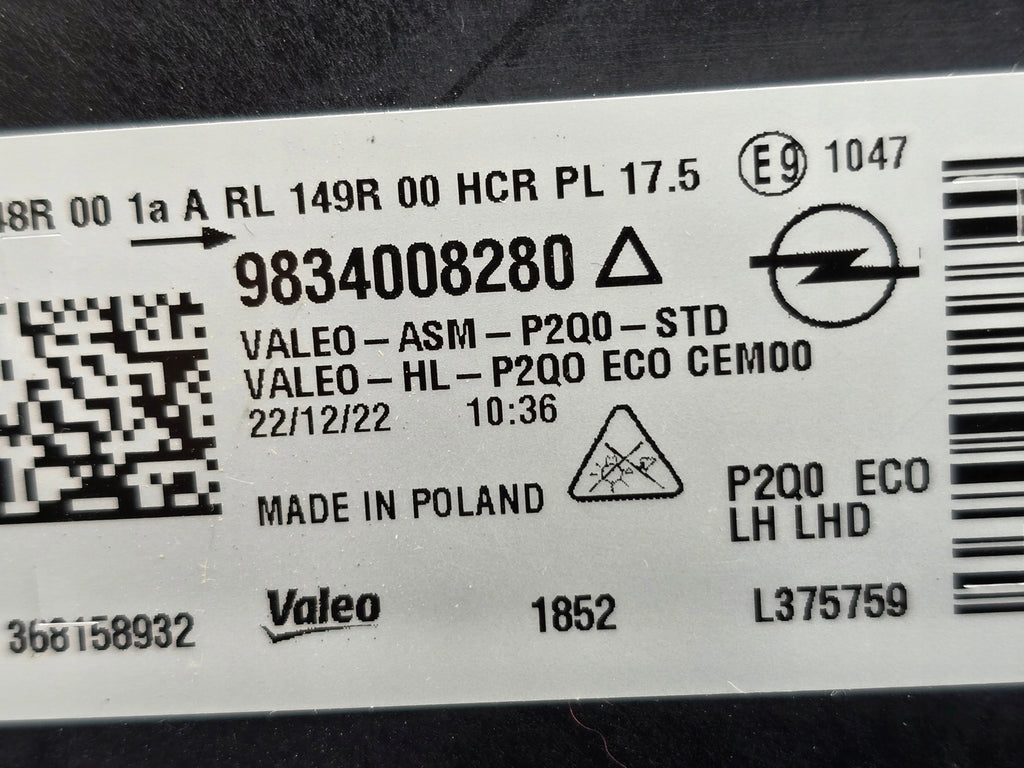 48R 00 1a A RL 149R 00 HCR PL 17.5 E9 1047
9834008280
VALEO-ASM-P2Q0-STD
VALEO-HL-P2Q0 ECO CEM00
22/12/22 10:36
MADE IN POLAND
P2Q0 ECO
LH LHD
368158932 Valeo 1852 L375759